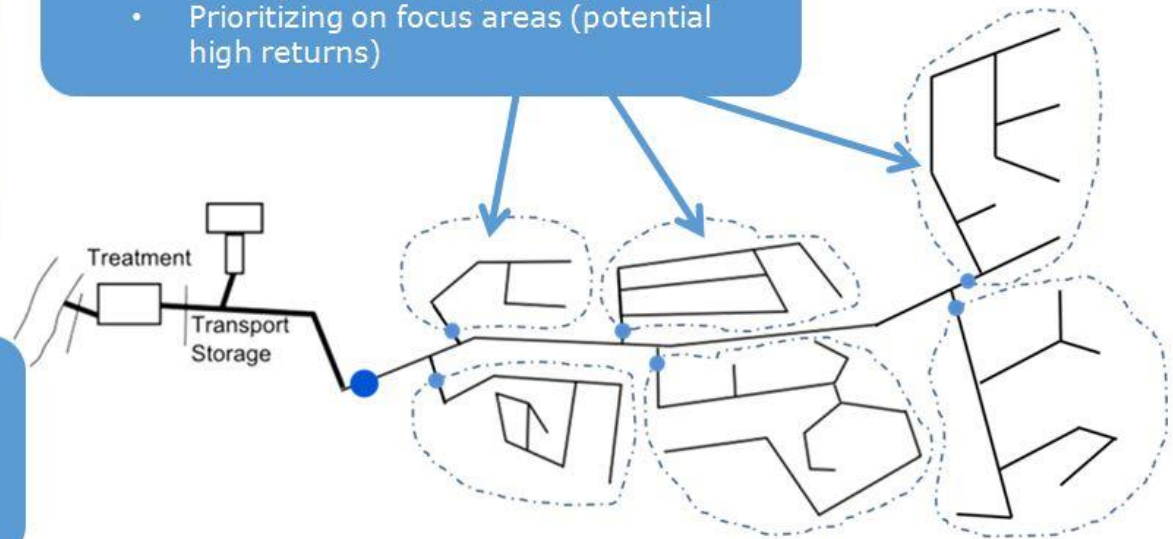 • Prioritizing on focus areas (potential
high returns)
Treatment
Transport
Storage